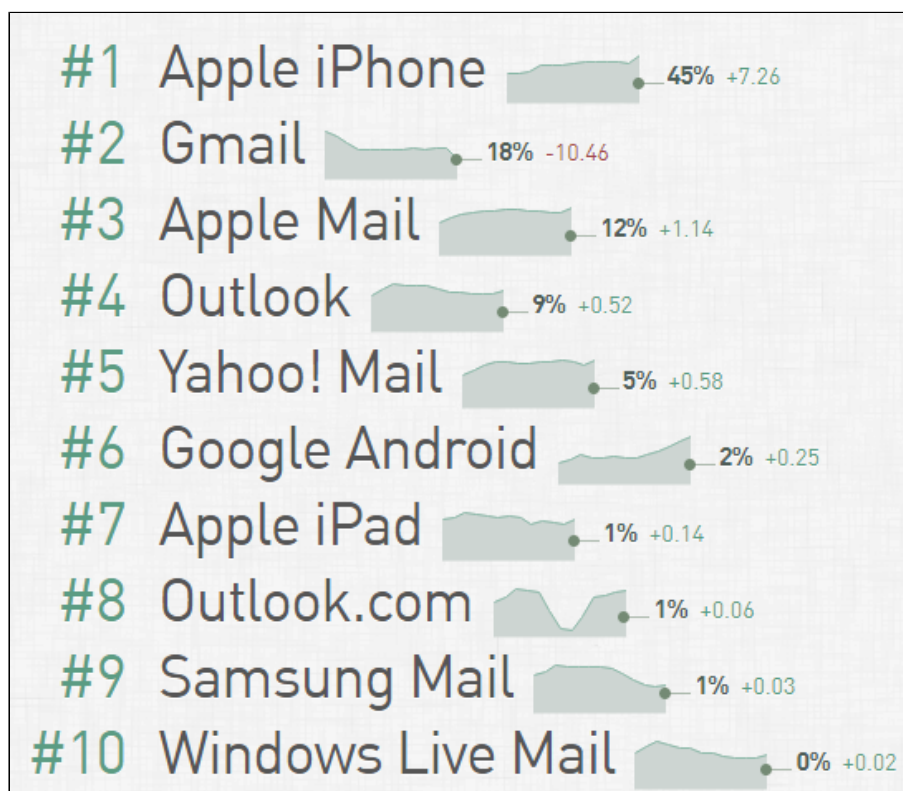 #1 Apple iPhone 45% +7.26
#2 Gmail 18% -10.46
#3 Apple Mail 12% +1.14
#4 Outlook 9% +0.52
#5 Yahoo! Mail 5% +0.58
#6 Google Android 2% +0.25
#7 Apple iPad 1% +0.14
#8 Outlook.com 1% +0.06
#9 Samsung Mail 1% +0.03
#10 Windows Live Mail 0% +0.02